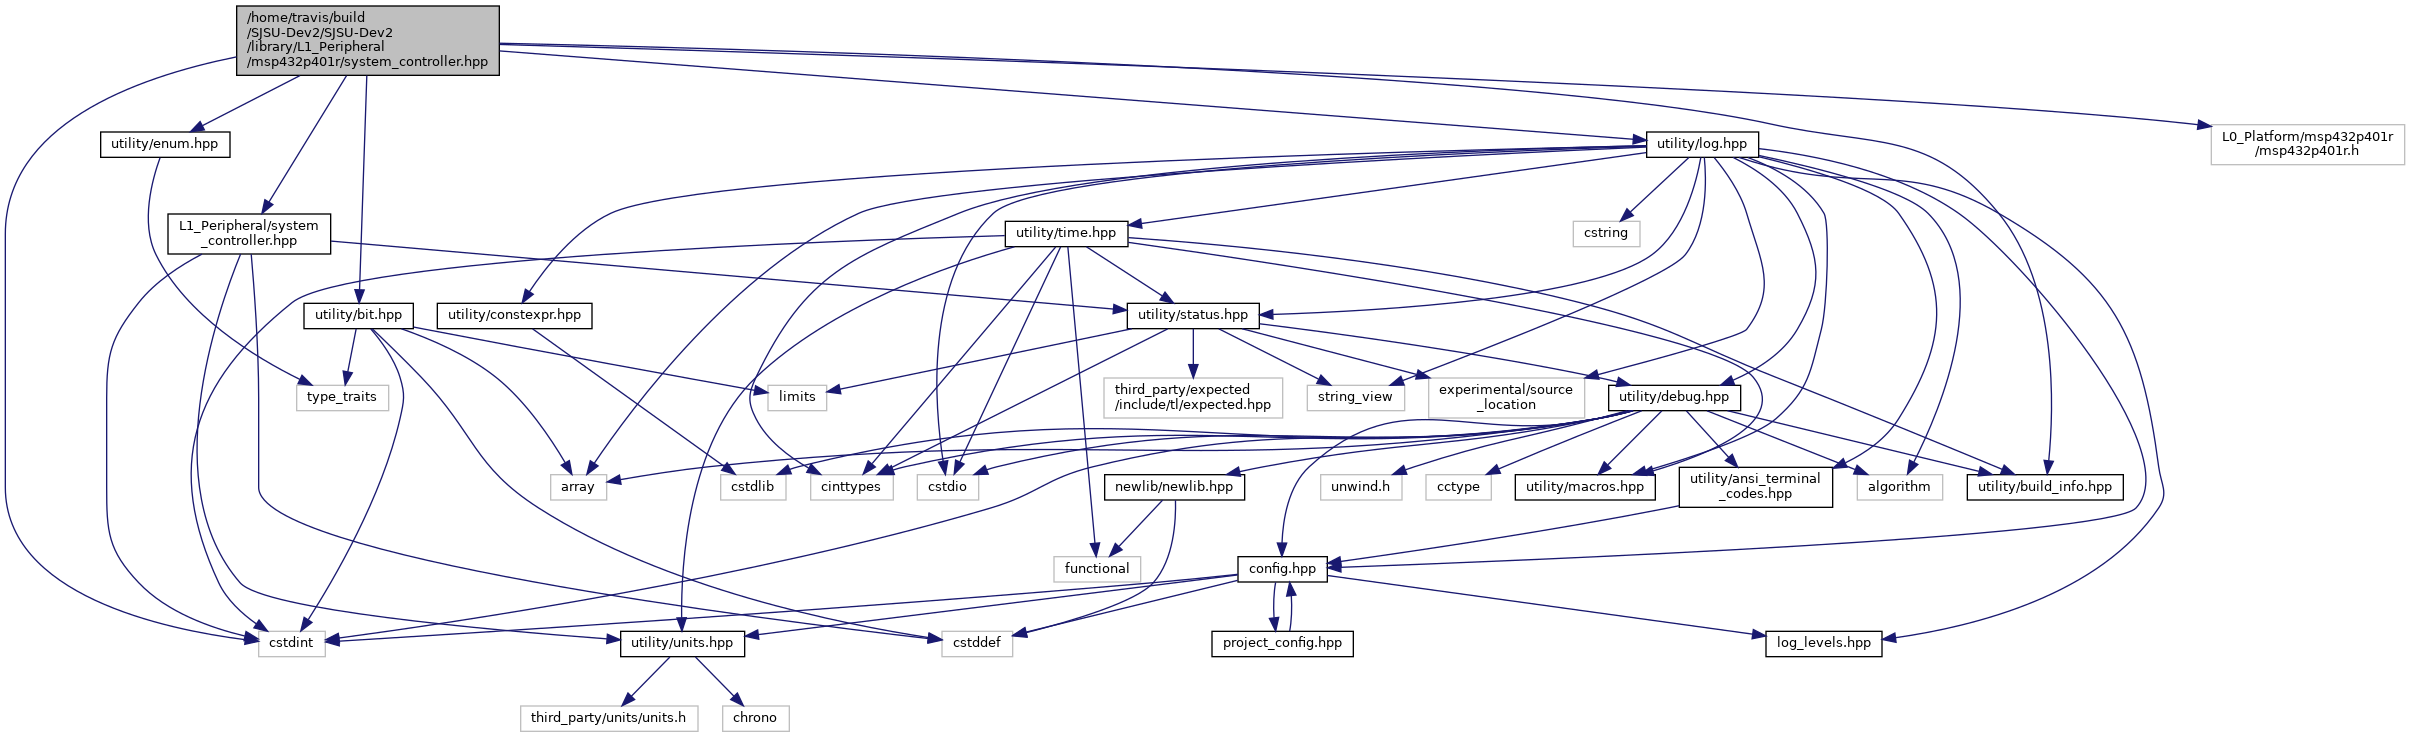 /home/travis/build
/SJSU-Dev2/SJSU-Dev2
/library/L1_Peripheral
/msp432p401r/system_controller.hpp
utility/enum.hpp
utility/log.hpp
L0_Platform/msp432p401r
/msp432p401r.h
L1_Peripheral/system
_controller.hpp
utility/time.hpp
cstring
utility/bit.hpp
utility/constexpr.hpp
utility/status.hpp
type_traits
limits
third_party/expected
/include/tl/expected.hpp
string_view
experimental/source
_location
utility/debug.hpp
array
cstdlib
cinttypes
cstdio
newlib/newlib.hpp
unwind.h
cctype
utility/macros.hpp
utility/ansi_terminal
_codes.hpp
algorithm
utility/build_info.hpp
functional
config.hpp
cstdint
utility/units.hpp
cstddef
project_config.hpp
log_levels.hpp
third_party/units/units.h
chrono